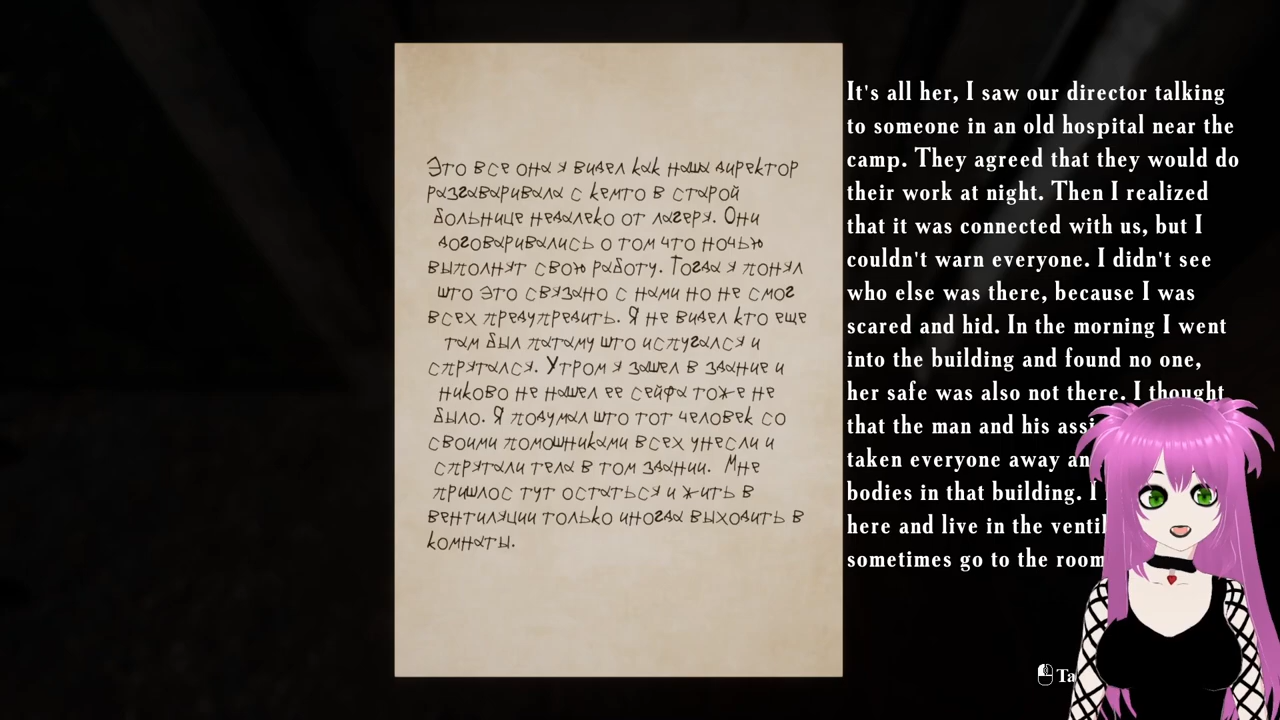 Это все она я видел как наша директор
разгаваривала с кемто в старой
больнице недалеко от лагеря. Они
договаривались о том что ночью
выполнят свою работу. Тогда я понял
што это связано с нами но не смог
всех предупредить. Я не видел кто еще
там был патаму што испугался и
спрятался. Утром я зашел в здание и
никово не нашел ее сейфа тоже не
было. Я подумал што тот человек со
своими помошниками всех унесли и
спрятали тела в том здании. Мне
пришлос тут остаться и жить в
вентиляции только иногда выходить в
комнаты.
It's all her, I saw our director talking
to someone in an old hospital near the
camp. They agreed that they would do
their work at night. Then I realized
that it was connected with us, but I
couldn't warn everyone. I didn't see
who else was there, because I was
scared and hid. In the morning I went
into the building and found no one,
her safe was also not there. I thought
that the man and his
taken everyone away
bodies in that building. I
here and live in the
sometimes go to the